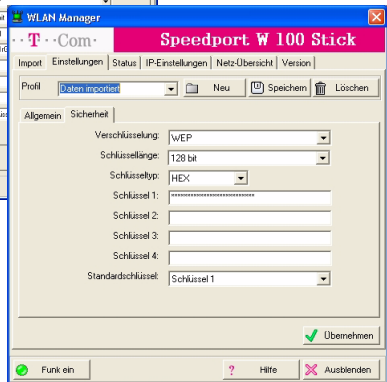 WLAN Manager
T · · Com · Speedport W 100 Stick
Import Einstellungen Status IP-Einstellungen Netz-Übersicht Version
Profil Daten importiert Neu Speichern Löschen
Allgemein Sicherheit
Verschlüsselung: WEP
Schlüssellänge: 128 bit
Schlüsseltyp: HEX
Schlüssel 1: **************************
Schlüssel 2:
Schlüssel 3:
Schlüssel 4:
Standardschlüssel: Schlüssel 1
Übernehmen
Funk ein ? Hilfe Ausblenden